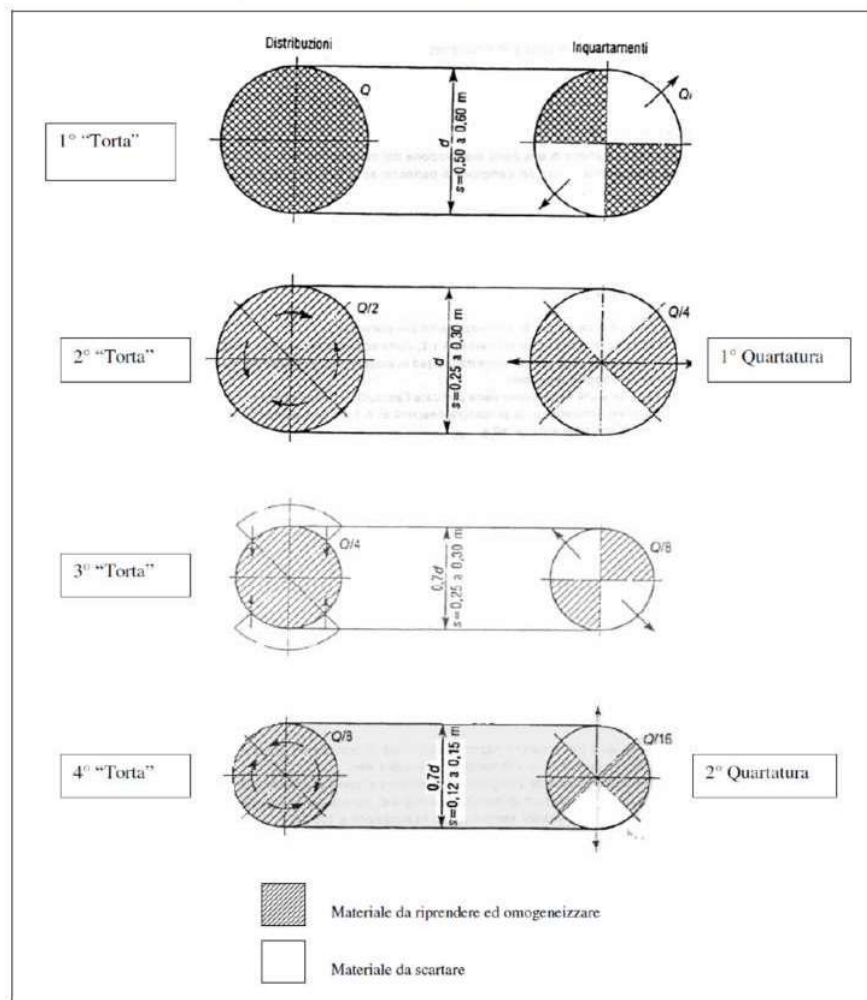 Distribuzioni
Inquartamenti
1° “Torta”
Q
d
s=0,50 a 0,60 m
2° “Torta”
Q/2
d
s=0,25 a 0,30 m
Q/4
1° Quartatura
3° “Torta”
Q/4
0,7d
s=0,25 a 0,30 m
Q/8
4° “Torta”
Q/8
0,7d
s=0,12 a 0,15 m
Q/16
2° Quartatura
Materiale da riprendere ed omogeneizzare
Materiale da scartare